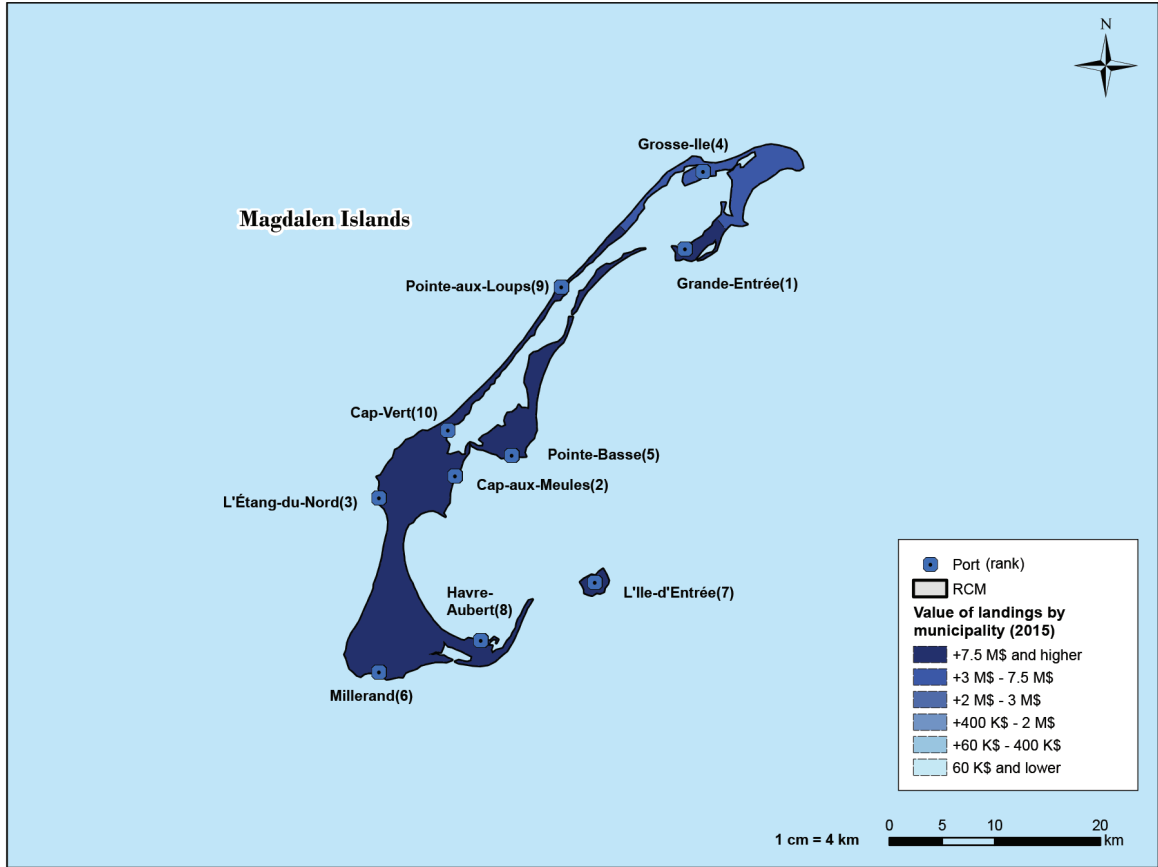 N
Grosse-Ile(4)
Magdalen Islands
Grande-Entrée(1)
Pointe-aux-Loups(9)
Cap-Vert(10)
Pointe-Basse(5)
Cap-aux-Meules(2)
L'Étang-du-Nord(3)
Havre-
Aubert(8)
L'Ile-d'Entrée(7)
Millerand(6)
Port (rank)
RCM
Value of landings by
municipality (2015)
+7.5 M$ and higher
+3 M$ - 7.5 M$
+2 M$ - 3 M$
+400 K$ - 2 M$
+60 K$ - 400 K$
60 K$ and lower
1 cm = 4 km
0 5 10 20
km